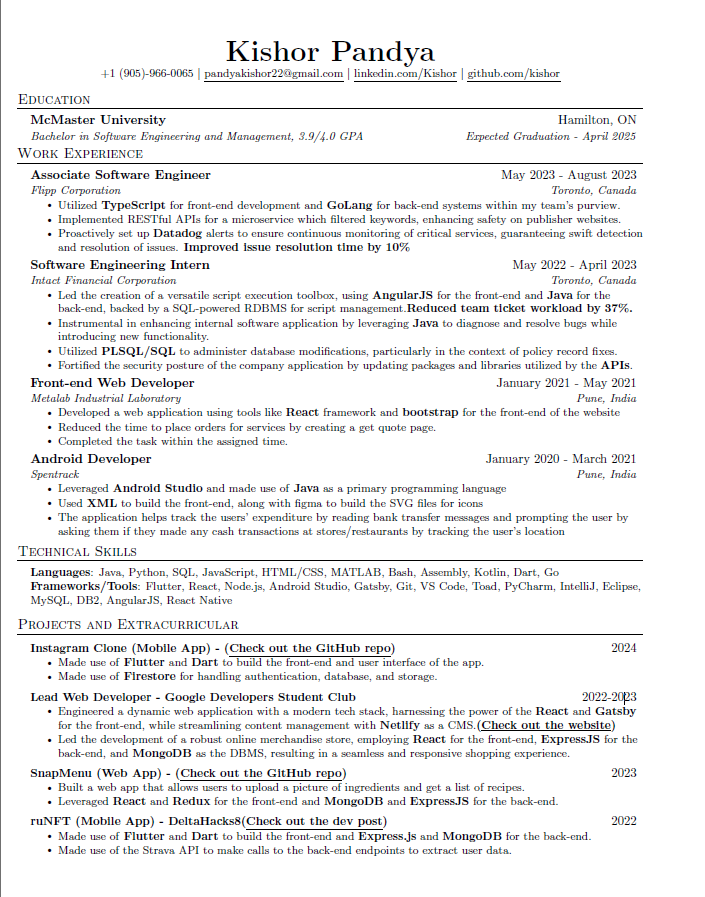 Kishor Pandya
+1 (905)-966-0065 | pandyakishor22@gmail.com | linkedin.com/Kishor | github.com/kishor
Education
McMaster University Hamilton, ON
Bachelor in Software Engineering and Management, 3.9/4.0 GPA Expected Graduation - April 2025
Work Experience
Associate Software Engineer May 2023 - August 2023
Flipp Corporation Toronto, Canada
• Utilized TypeScript for front-end development and GoLang for back-end systems within my team's purview.
• Implemented RESTful APIs for a microservice which filtered keywords, enhancing safety on publisher websites.
• Proactively set up Datadog alerts to ensure continuous monitoring of critical services, guaranteeing swift detection
and resolution of issues. Improved issue resolution time by 10%
Software Engineering Intern May 2022 - April 2023
Intact Financial Corporation Toronto, Canada
• Led the creation of a versatile script execution toolbox, using AngularJS for the front-end and Java for the
back-end, backed by a SQL-powered RDBMS for script management.Reduced team ticket workload by 37%.
• Instrumental in enhancing internal software application by leveraging Java to diagnose and resolve bugs while
introducing new functionality.
• Utilized PLSQL/SQL to administer database modifications, particularly in the context of policy record fixes.
• Fortified the security posture of the company application by updating packages and libraries utilized by the APIs.
Front-end Web Developer January 2021 - May 2021
Metalab Industrial Laboratory Pune, India
• Developed a web application using tools like React framework and bootstrap for the front-end of the website
• Reduced the time to place orders for services by creating a get quote page.
• Completed the task within the assigned time.
Android Developer January 2020 - March 2021
Spentrack Pune, India
• Leveraged Android Studio and made use of Java as a primary programming language
• Used XML to build the front-end, along with figma to build the SVG files for icons
• The application helps track the users' expenditure by reading bank transfer messages and prompting the user by
asking them if they made any cash transactions at stores/restaurants by tracking the user's location
Technical Skills
Languages: Java, Python, SQL, JavaScript, HTML/CSS, MATLAB, Bash, Assembly, Kotlin, Dart, Go
Frameworks/Tools: Flutter, React, Node.js, Android Studio, Gatsby, Git, VS Code, Toad, PyCharm, IntelliJ, Eclipse,
MySQL, DB2, AngularJS, React Native
Projects and Extracurricular
Instagram Clone (Mobile App) - (Check out the GitHub repo) 2024
• Made use of Flutter and Dart to build the front-end and user interface of the app.
• Made use of Firestore for handling authentication, database, and storage.
Lead Web Developer - Google Developers Student Club 2022-2023
• Engineered a dynamic web application with a modern tech stack, harnessing the power of the React and Gatsby
for the front-end, while streamlining content management with Netlify as a CMS.(Check out the website)
• Led the development of a robust online merchandise store, employing React for the front-end, ExpressJS for the
back-end, and MongoDB as the DBMS, resulting in a seamless and responsive shopping experience.
SnapMenu (Web App) - (Check out the GitHub repo) 2023
• Built a web app that allows users to upload a picture of ingredients and get a list of recipes.
• Leveraged React and Redux for the front-end and MongoDB and ExpressJS for the back-end.
ruNFT (Mobile App) - DeltaHacks8(Check out the dev post) 2022
• Made use of Flutter and Dart to build the front-end and Express.js and MongoDB for the back-end.
• Made use of the Strava API to make calls to the back-end endpoints to extract user data.